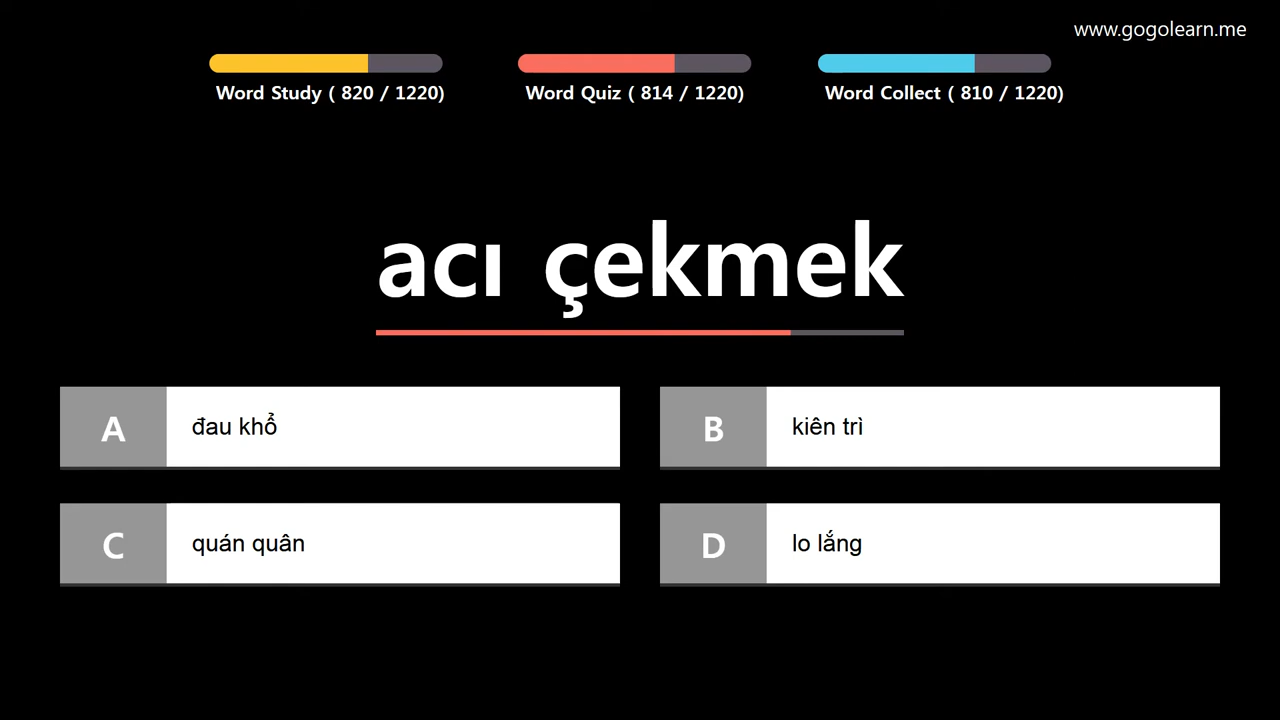 www.gogolearn.me
Word Study ( 820 / 1220)
Word Quiz ( 814 / 1220)
Word Collect ( 810 / 1220)
acı çekmek
A đau khổ
B kiên trì
C quán quân
D lo lắng